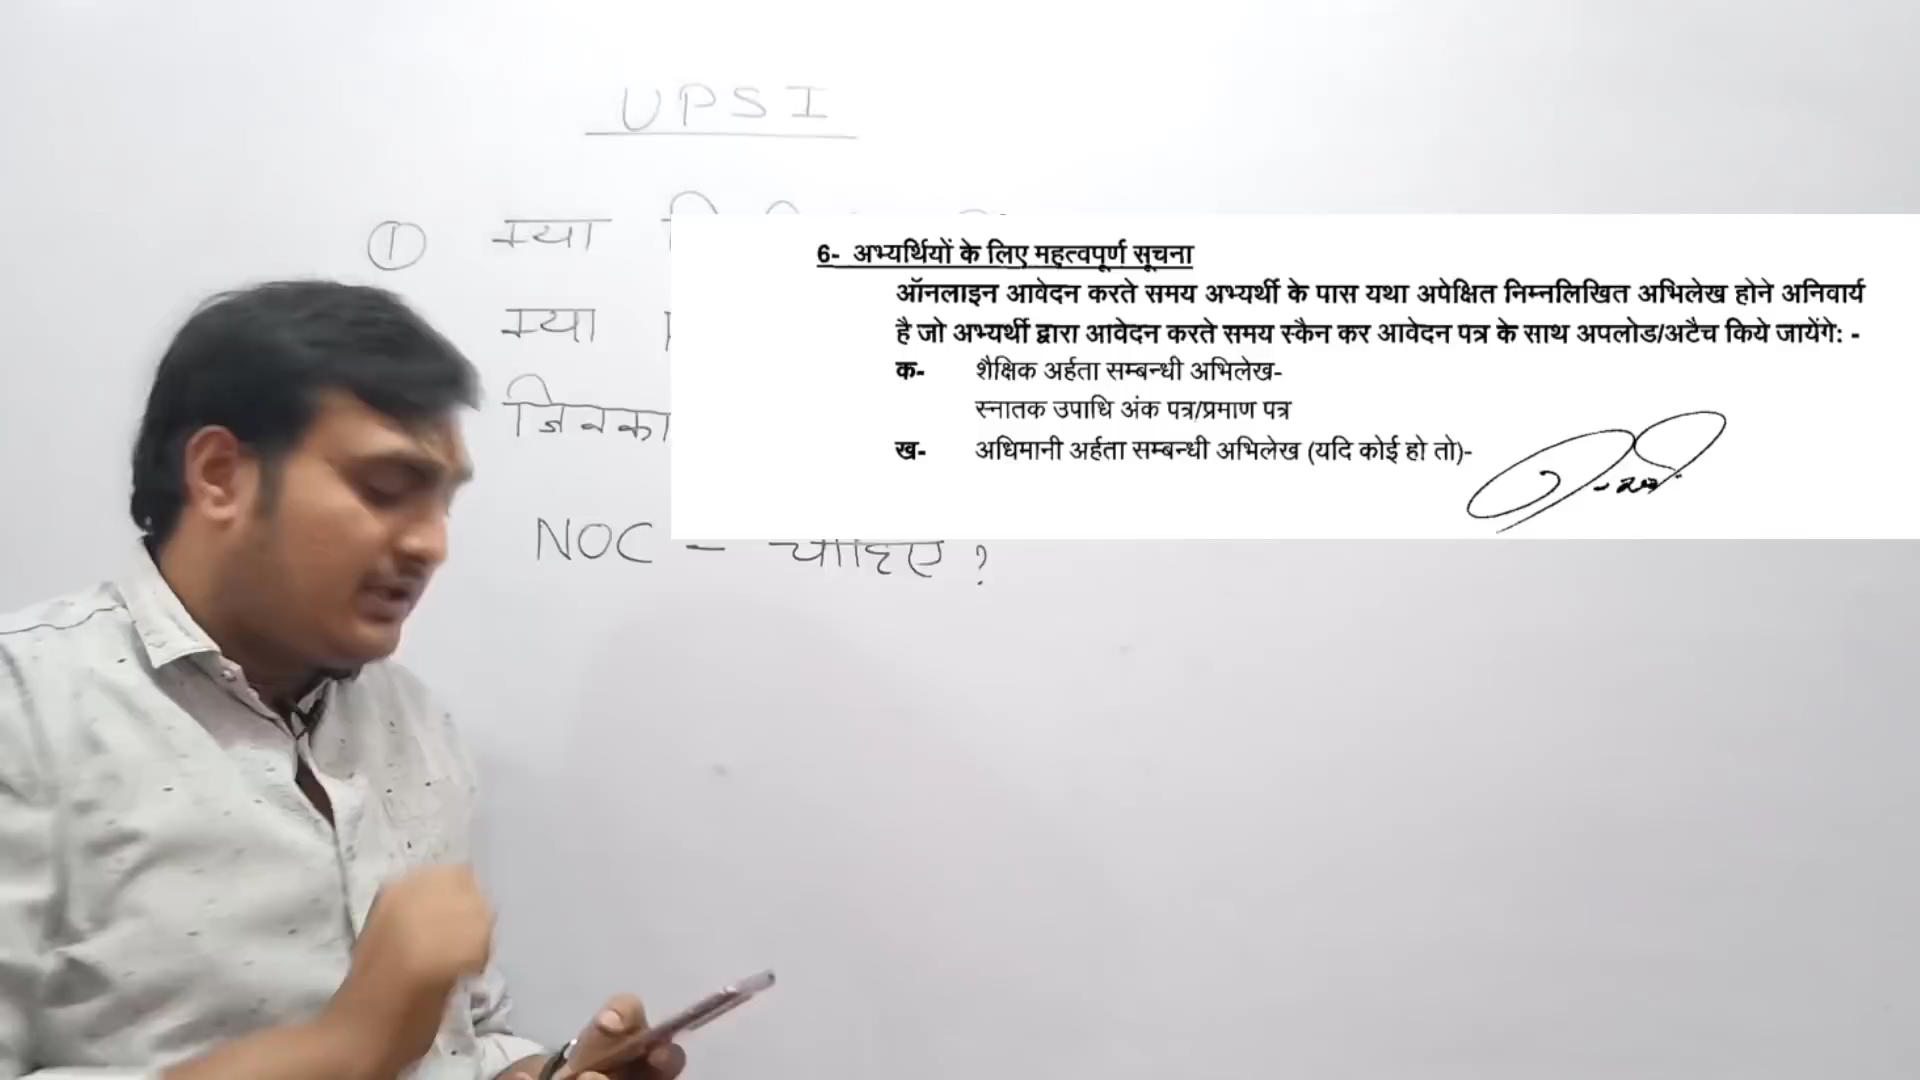 UPSI
① क्या
6- अभ्यर्थियों के लिए महत्वपूर्ण सूचना
ऑनलाइन आवेदन करते समय अभ्यर्थी के पास यथा अपेक्षित निम्नलिखित अभिलेख होने अनिवार्य
है जो अभ्यर्थी द्वारा आवेदन करते समय स्कैन कर आवेदन पत्र के साथ अपलोड/अटैच किये जायेंगे: -
क- शैक्षिक अर्हता सम्बन्धी अभिलेख-
स्नातक उपाधि अंक पत्र/प्रमाण पत्र
ख- अधिमानी अर्हता सम्बन्धी अभिलेख (यदि कोई हो तो)-
क्या
जिनका
NOC - चाहिए ?